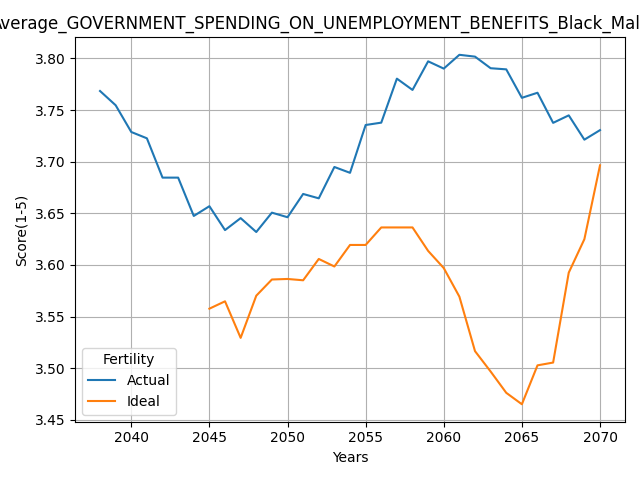 Average_GOVERNMENT_SPENDING_ON_UNEMPLOYMENT_BENEFITS_Black_Mal
3.80
3.75
3.70
3.65
3.60
3.55
3.50
3.45
Score(1-5)
Fertility
Actual
Ideal
2040 2045 2050 2055 2060 2065 2070
Years